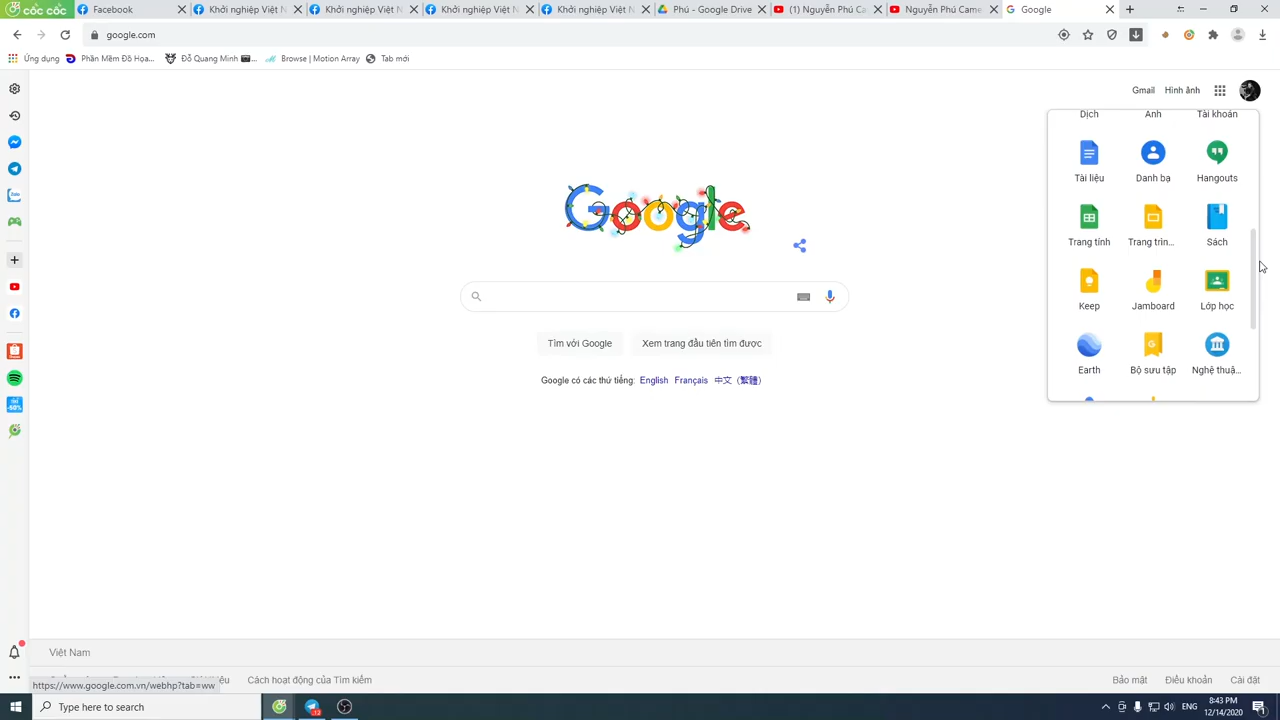 CỐC CỐC
Facebook
Khởi nghiệp Việt N
Khởi nghiệp Việt N
Khởi nghiệp Việt N
Khởi nghiệp Việt N
Phú - Google Drive
(1) Nguyễn Phú Ca
Nguyễn Phú Came
Google
google.com
Ứng dụng
Phần Mềm Đồ Họa...
Đỗ Quang Minh
Browse | Motion Array
Tab mới
Gmail
Hình ảnh
Dịch
Ảnh
Tài khoản
Tài liệu
Danh bạ
Hangouts
Google
Trang tính
Trang trìn...
Sách
Keep
Jamboard
Lớp học
Tìm với Google
Xem trang đầu tiên tìm được
Earth
Bộ sưu tập
Nghệ thuậ...
Google có các thứ tiếng: English Français 中文 (繁體)
Zalo
-50%
Việt Nam
https://www.google.com.vn/webhp?tab=ww
Cách hoạt động của Tìm kiếm
Bảo mật
Điều khoản
Cài đặt
Type here to search
ENG
8:43 PM
12/14/2020